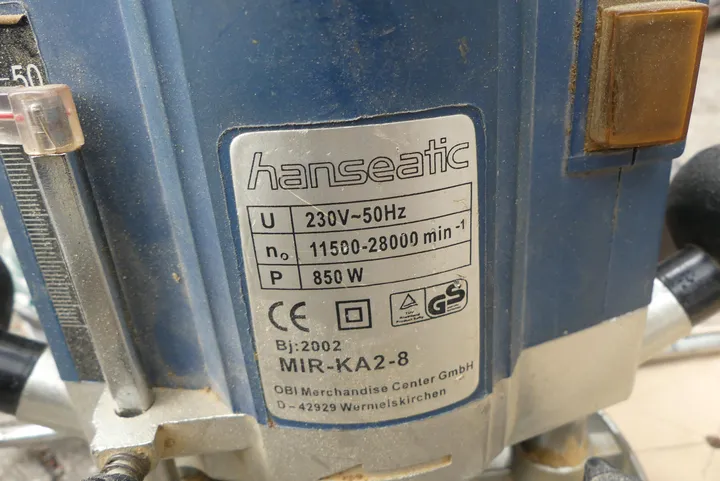 50
hanseatic
U 230V~50Hz
n₀ 11500-28000 min⁻¹
P 850 W
CE GS
Bj:2002
MIR-KA2-8
OBI Merchandise Center GmbH
D-42929 Wermelskirchen